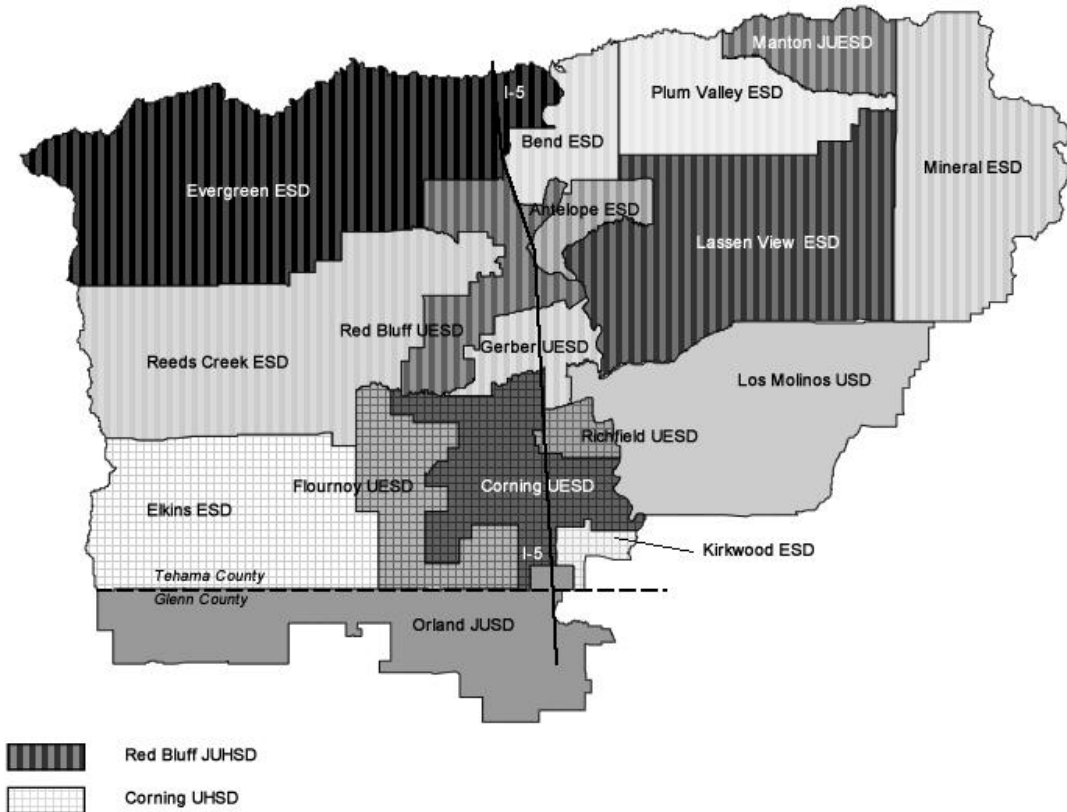 Manton JUESD
I-5
Plum Valley ESD
Bend ESD
Mineral ESD
Evergreen ESD
Antelope ESD
Lassen View ESD
Red Bluff UESD
Gerber UESD
Reeds Creek ESD
Los Molinos USD
Richfield UESD
Flournoy UESD
Corning UESD
Elkins ESD
I-5
Kirkwood ESD
Tehama County
Glenn County
Orland JUSD
Red Bluff JUHSD
Corning UHSD